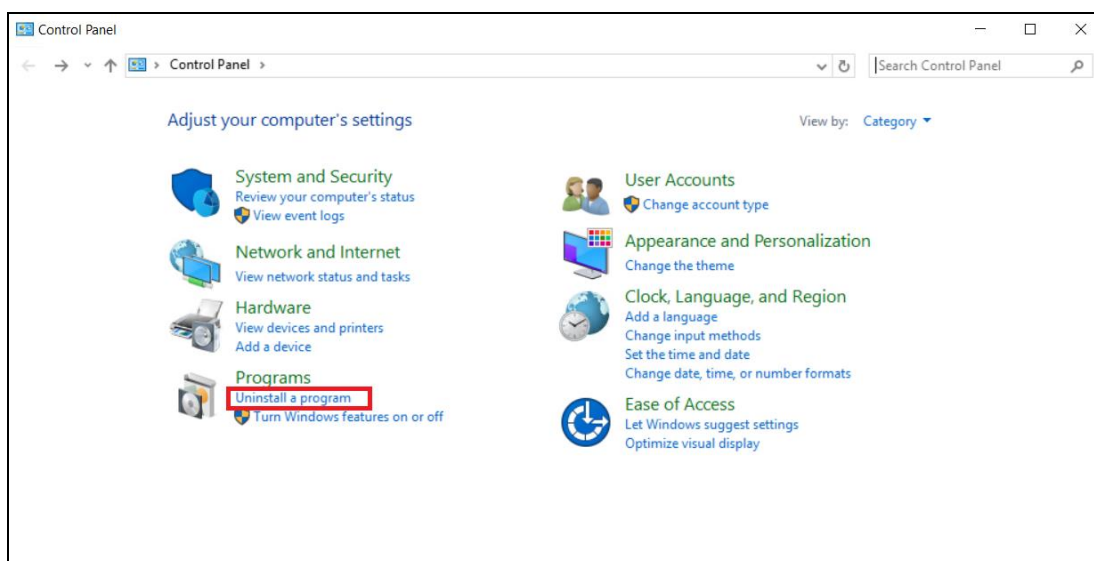 Control Panel
Control Panel
Search Control Panel
Adjust your computer's settings
View by: Category
System and Security
Review your computer's status
View event logs
Network and Internet
View network status and tasks
Hardware
View devices and printers
Add a device
Programs
Uninstall a program
Turn Windows features on or off
User Accounts
Change account type
Appearance and Personalization
Change the theme
Clock, Language, and Region
Add a language
Change input methods
Set the time and date
Change date, time, or number formats
Ease of Access
Let Windows suggest settings
Optimize visual display